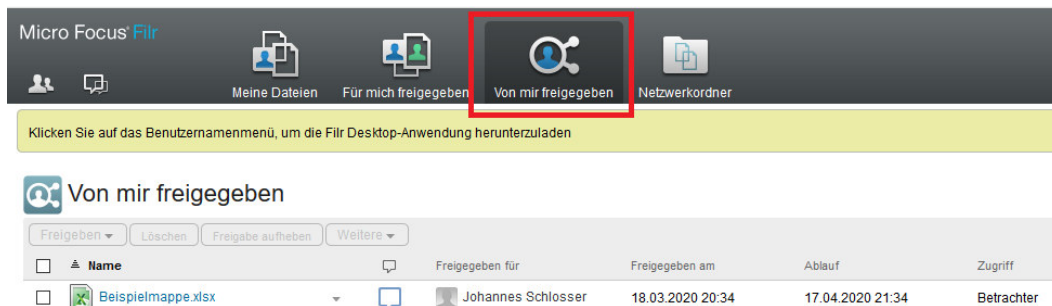 Micro Focus® Filr
Meine Dateien
Für mich freigegeben
Von mir freigegeben
Netzwerkordner
Klicken Sie auf das Benutzernamenmenü, um die Filr Desktop-Anwendung herunterzuladen
Von mir freigegeben
Freigeben Löschen Freigabe aufheben Weitere
Name Freigegeben für Freigegeben am Ablauf Zugriff
Beispielmappe.xlsx Johannes Schlosser 18.03.2020 20:34 17.04.2020 21:34 Betrachter